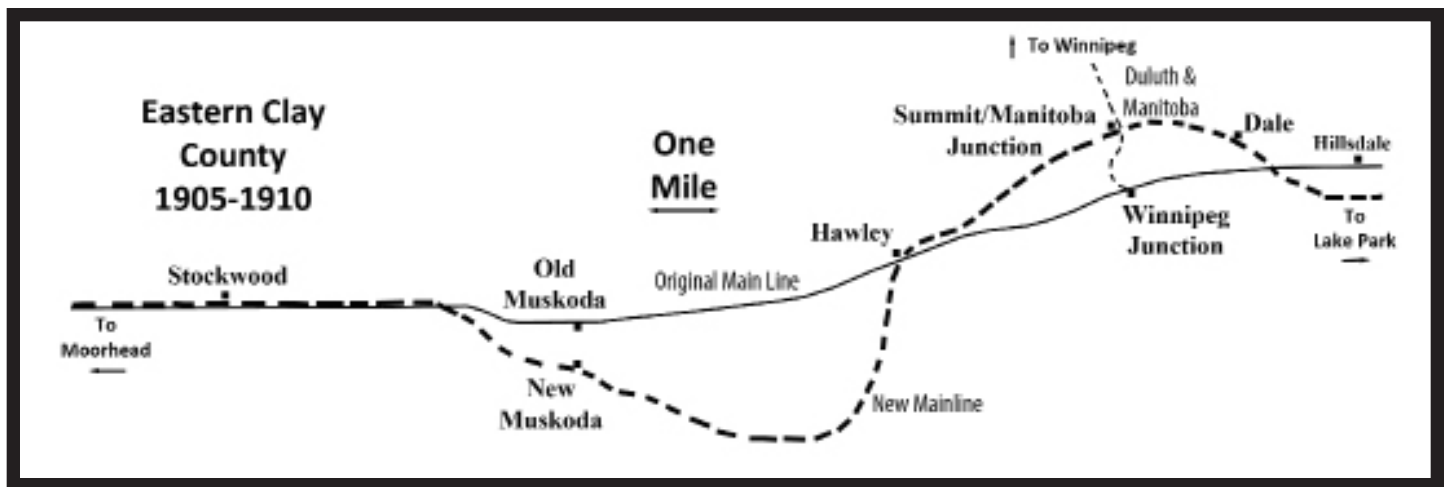 Eastern Clay
County
1905-1910
One
Mile
To Winnipeg
Duluth &
Manitoba
Summit/Manitoba
Junction
Dale
Hillsdale
Winnipeg
Junction
To
Lake Park
Hawley
Original Main Line
Old
Muskoda
Stockwood
To
Moorhead
New
Muskoda
New Mainline